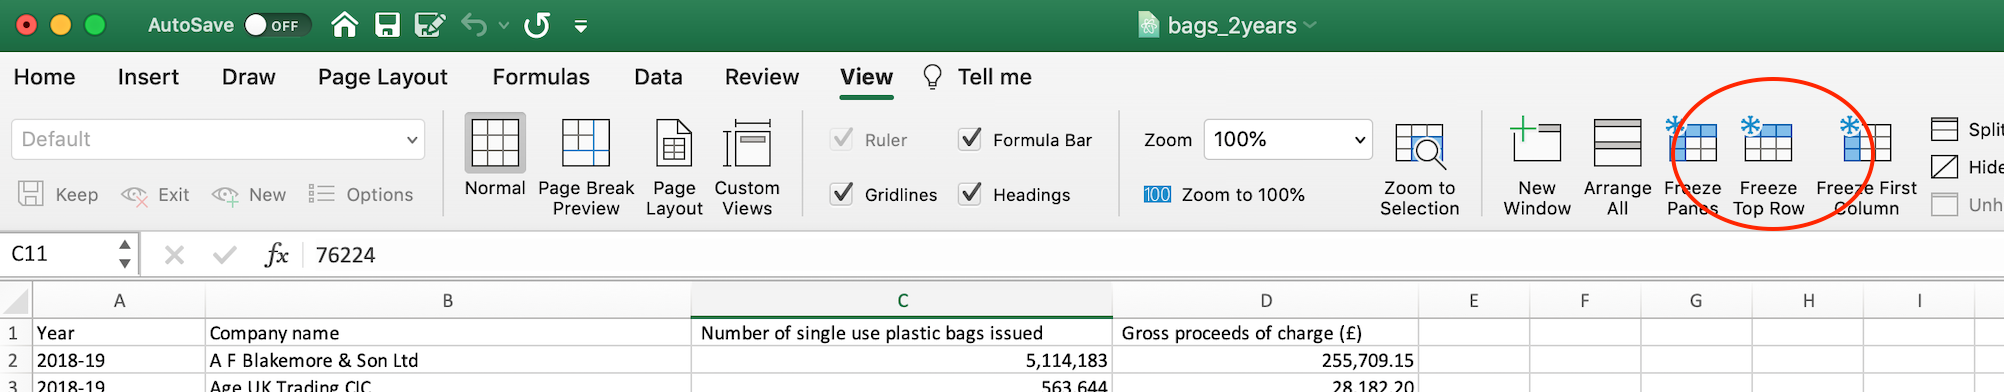 AutoSave OFF bags_2years
Home Insert Draw Page Layout Formulas Data Review View Tell me
Default
Keep Exit New Options
Normal
Page Break
Preview
Page
Layout
Custom
Views
Ruler Formula Bar
Gridlines Headings
Zoom 100%
100 Zoom to 100%
Zoom to
Selection
New
Window
Arrange
All
Freeze
Panes
Freeze
Top Row
Freeze First
Column
Split
Hide
Unh
C11 fx 76224
A B C D E F G H I
1 Year Company name Number of single use plastic bags issued Gross proceeds of charge (£)
2 2018-19 A F Blakemore & Son Ltd 5,114,183 255,709.15
3 2018-19 Age UK Trading CIC 563,644 28,182.20